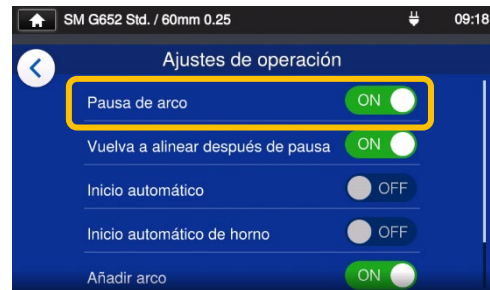 SM G652 Std. / 60mm 0.25 09:18
Ajustes de operación
Pausa de arco ON
Vuelva a alinear después de pausa ON
Inicio automático OFF
Inicio automático de horno OFF
Añadir arco ON